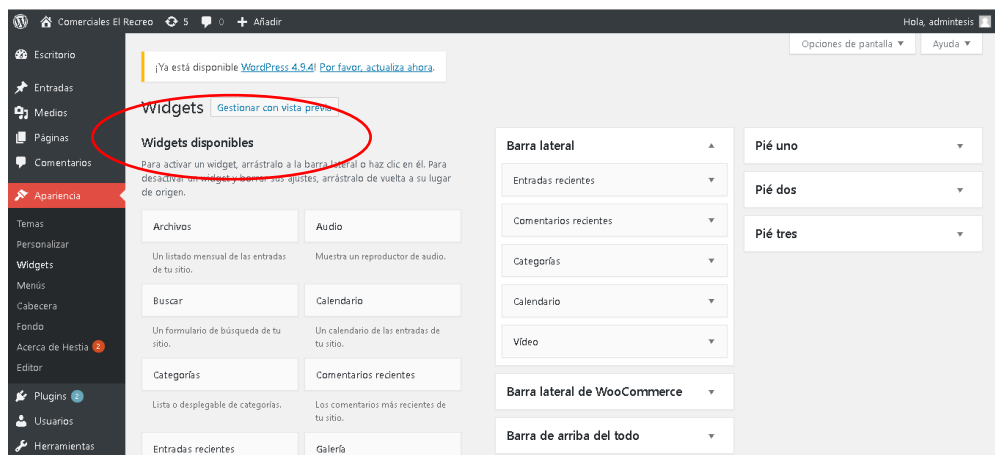 Comerciales El Recreo 5 0 + Añadir Hola, admintesis
Opciones de pantalla ▼ Ayuda ▼
Escritorio
Entradas
Medios
Páginas
Comentarios
Apariencia
Temas
Personalizar
Widgets
Menús
Cabecera
Fondo
Acerca de Hestia 2
Editor
Plugins 2
Usuarios
Herramientas
¡Ya está disponible WordPress 4.9.4! Por favor, actualiza ahora.
Widgets Gestionar con vista previa
Widgets disponibles
Para activar un widget, arrástralo a la barra lateral o haz clic en él. Para
desactivar un widget y borrar sus ajustes, arrástralo de vuelta a su lugar
de origen.
Archivos
Un listado mensual de las entradas
de tu sitio.
Audio
Muestra un reproductor de audio.
Buscar
Un formulario de búsqueda de tu
sitio.
Calendario
Un calendario de las entradas de
tu sitio.
Categorías
Lista o desplegable de categorías.
Comentarios recientes
Los comentarios más recientes de
tu sitio.
Entradas recientes
Galería
Barra lateral
Entradas recientes
Comentarios recientes
Categorías
Calendario
Vídeo
Barra lateral de WooCommerce
Barra de arriba del todo
Pié uno
Pié dos
Pié tres